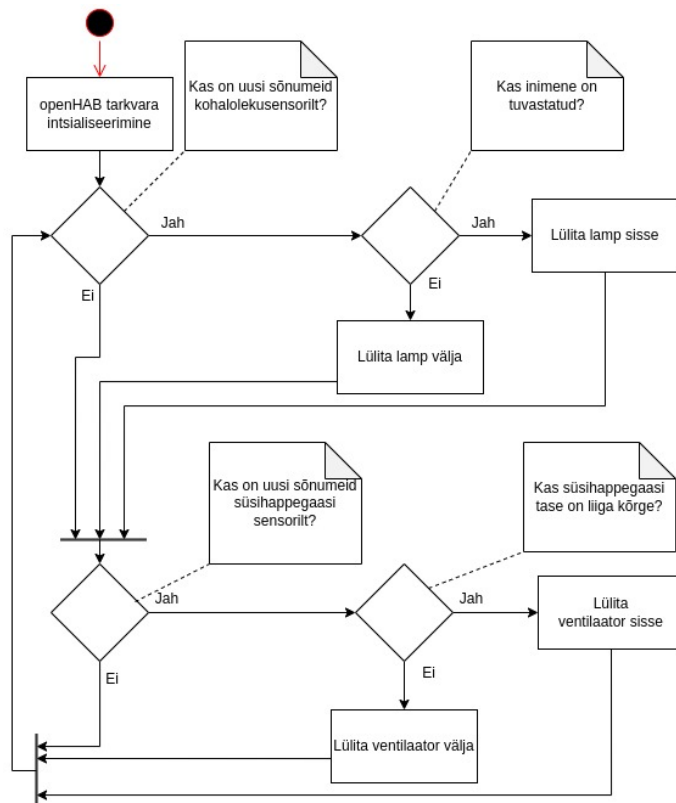 openHAB tarkvara
intsialiseerimine
Kas on uusi sõnumeid
kohalolekusensorilt?
Kas inimene on
tuvastatud?
Jah
Jah
Lülita lamp sisse
Ei
Ei
Lülita lamp välja
Kas on uusi sõnumeid
süsihappegaasi
sensorilt?
Kas süsihappegaasi
tase on liiga kõrge?
Jah
Jah
Lülita
ventilaator sisse
Ei
Ei
Lülita ventilaator välja